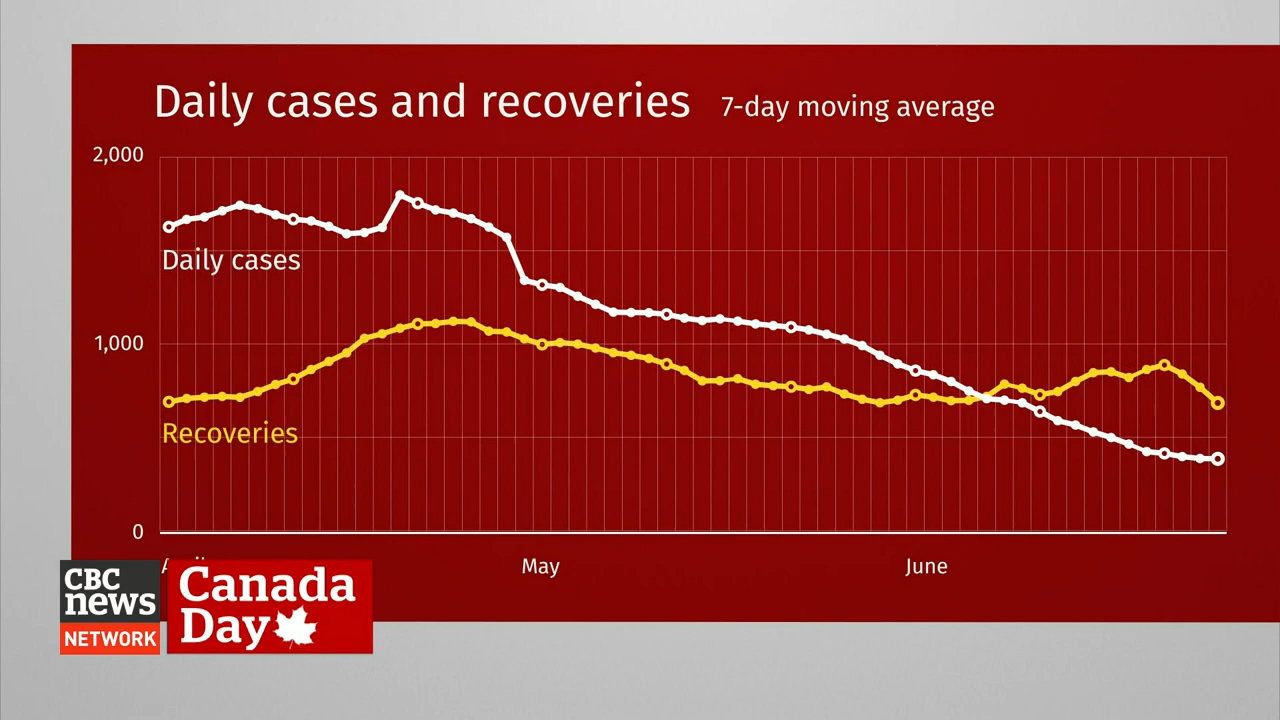 Daily cases and recoveries 7-day moving average
2,000
Daily cases
1,000
Recoveries
0
May June
CBC
news
NETWORK
Canada
Day